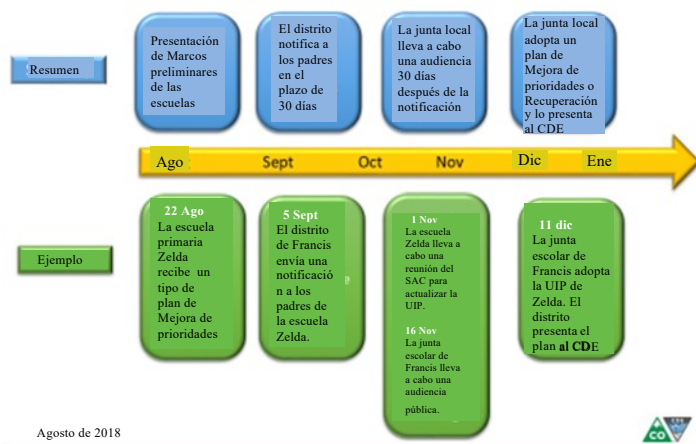 Resumen
Presentación
de Marcos
preliminares
de las
escuelas
El distrito
notifica a
los padres
en el
plazo de
30 días
La junta local
lleva a cabo
una audiencia
30 días
después de la
notificación
La junta local
adopta un
plan de
Mejora de
prioridades o
Recuperación
y lo presenta
al CDE
Ago
Sept
Oct
Nov
Dic
Ene
Ejemplo
22 Ago
La escuela
primaria
Zelda
recibe un
tipo de
plan de
Mejora de
prioridades
5 Sept
El distrito
de Francis
envía una
notificació
n a los
padres de
la escuela
Zelda.
1 Nov
La escuela
Zelda lleva a
cabo una
reunión del
SAC para
actualizar la
UIP.
16 Nov
La junta
escolar de
Francis lleva
a cabo una
audiencia
pública.
11 dic
La junta
escolar de
Francis adopta
la UIP de
Zelda. El
distrito
presenta el
plan al CDE
Agosto de 2018
CO